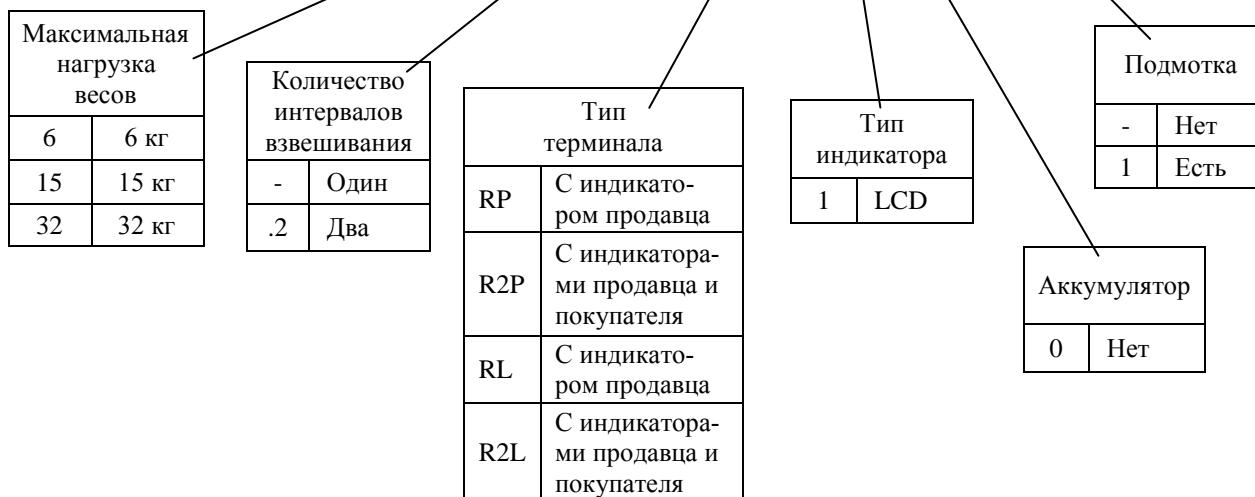 Максимальная
нагрузка
весов
6 6 кг
15 15 кг
32 32 кг
Количество
интервалов
взвешивания
- Один
.2 Два
Тип
терминала
RP С индикато-
ром продавца
R2P С индикатора-
ми продавца и
покупателя
RL С индикато-
ром продавца
R2L С индикатора-
ми продавца и
покупателя
Тип
индикатора
1 LCD
Аккумулятор
0 Нет
Подмотка
- Нет
1 Есть